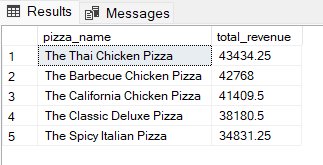 Results Messages
pizza_name total_revenue
1 The Thai Chicken Pizza 43434.25
2 The Barbecue Chicken Pizza 42768
3 The California Chicken Pizza 41409.5
4 The Classic Deluxe Pizza 38180.5
5 The Spicy Italian Pizza 34831.25